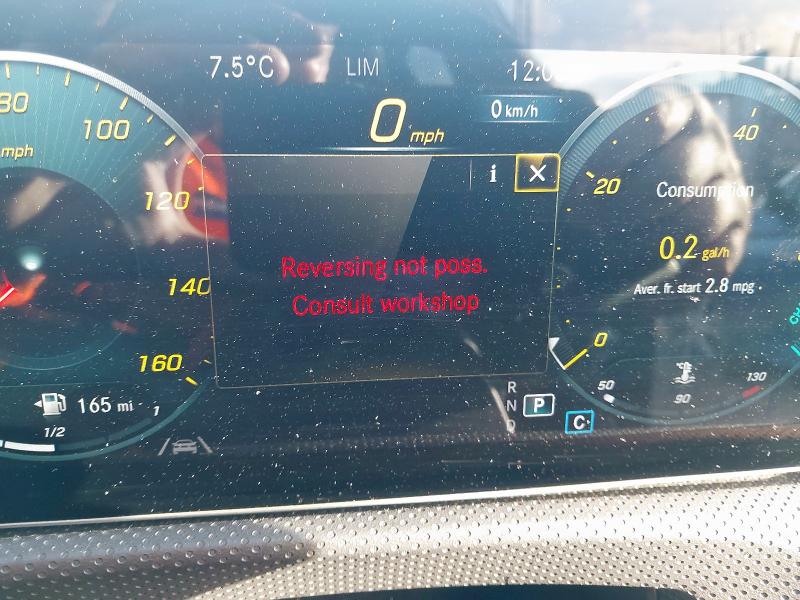 7.5°C LIM 12:0
0 mph 0 km/h
80
100
mph
120
140
160
i
Reversing not poss.
Consult workshop
40
20
Consumption
0.2 gal/h
Aver. fr. start 2.8 mpg
0
50
90
130
165 mi
1/2
1
R
N
D
P
C